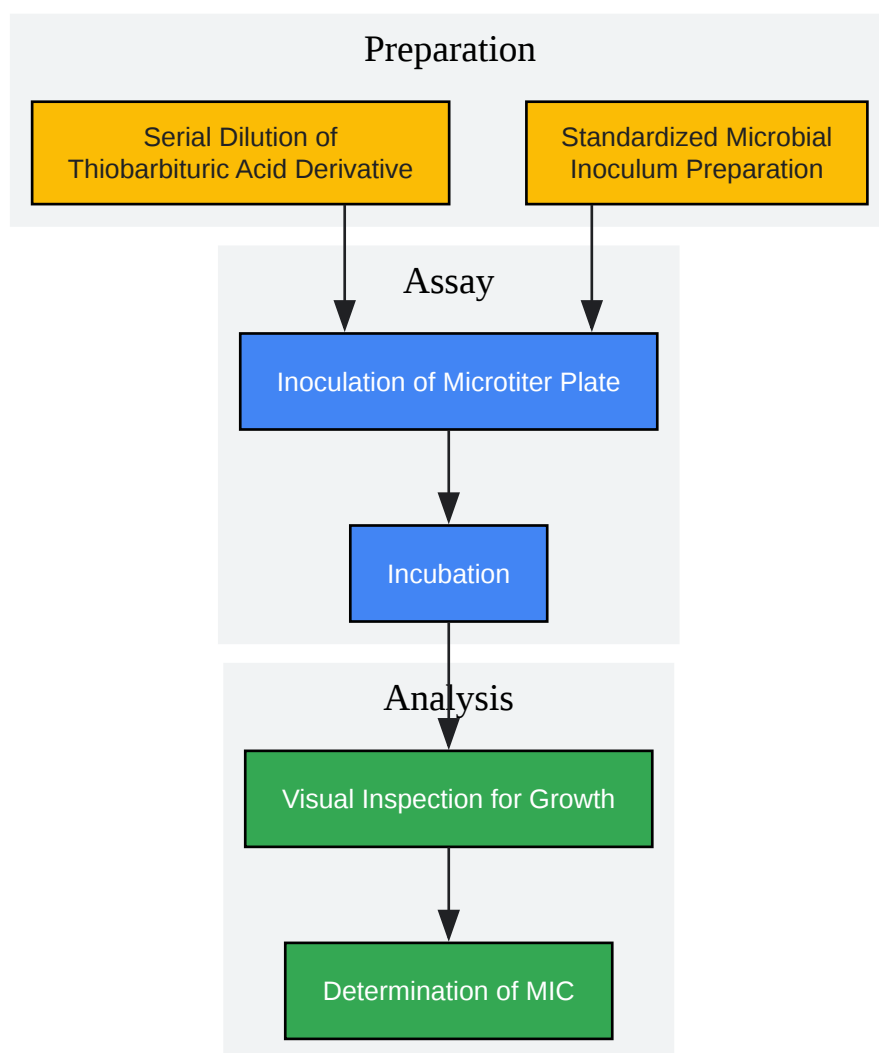 Preparation
Serial Dilution of
Thiobarbituric Acid Derivative
Standardized Microbial
Inoculum Preparation
Assay
Inoculation of Microtiter Plate
Incubation
Analysis
Visual Inspection for Growth
Determination of MIC